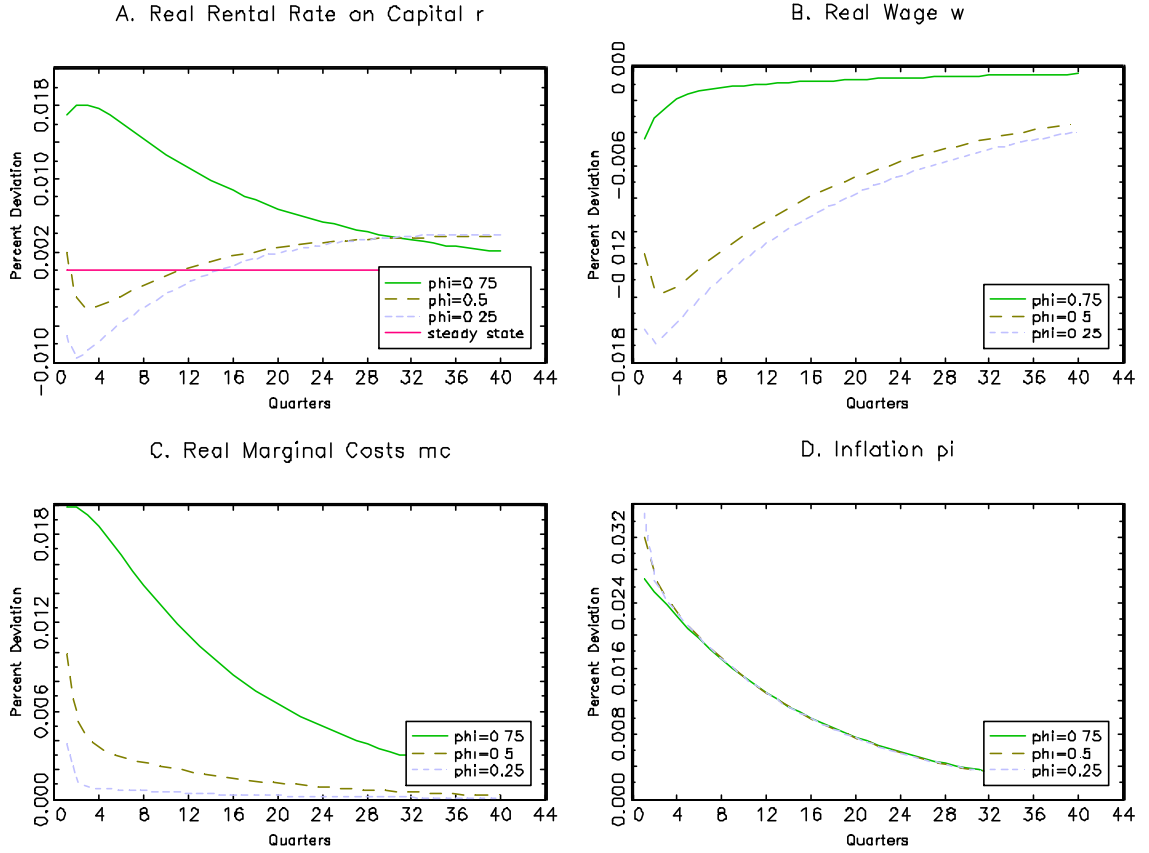 A. Real Rental Rate on Capital r
Percent Deviation
0.018
0.010
0.002
-0.010
phi=0 75
phi=0.5
phi=0 25
steady state
0 4 8 12 16 20 24 28 32 36 40 44
Quarters
B. Real Wage w
Percent Deviation
0.000
-0.006
-0.012
-0.018
phi=0.75
phi=0 5
phi=0 25
0 4 8 12 16 20 24 28 32 36 40 44
Quarters
C. Real Marginal Costs mc
Percent Deviation
0.018
0.012
0.006
0.000
phi=0 75
phi=0 5
phi=0.25
0 4 8 12 16 20 24 28 32 36 40 44
Quarters
D. Inflation pi
Percent Deviation
0.032
0.024
0.016
0.008
0.000
phi=0 75
phi=0.5
phi=0.25
0 4 8 12 16 20 24 28 32 36 40 44
Quarters